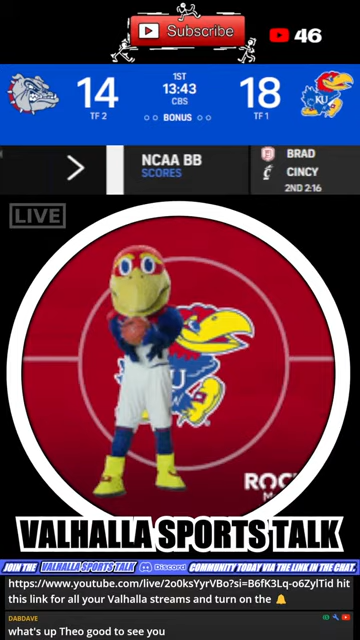 Subscribe
46
14
TF 2
1ST
13:43
CBS
BONUS
18
TF 1
KU
NCAA BB
SCORES
BRAD
CINCY
2ND 2:16
LIVE
KU
VALHALLA SPORTS TALK
JOIN THE VALHALLA SPORTS TALK Discord COMMUNITY TODAY VIA THE LINK IN THE CHAT.
https://www.youtube.com/live/2o0ksYyrVBo?si=B6fK3Lq-o6ZylTid hit
this link for all your Valhalla streams and turn on the 🔔
DABDAVE
what's up Theo good to see you